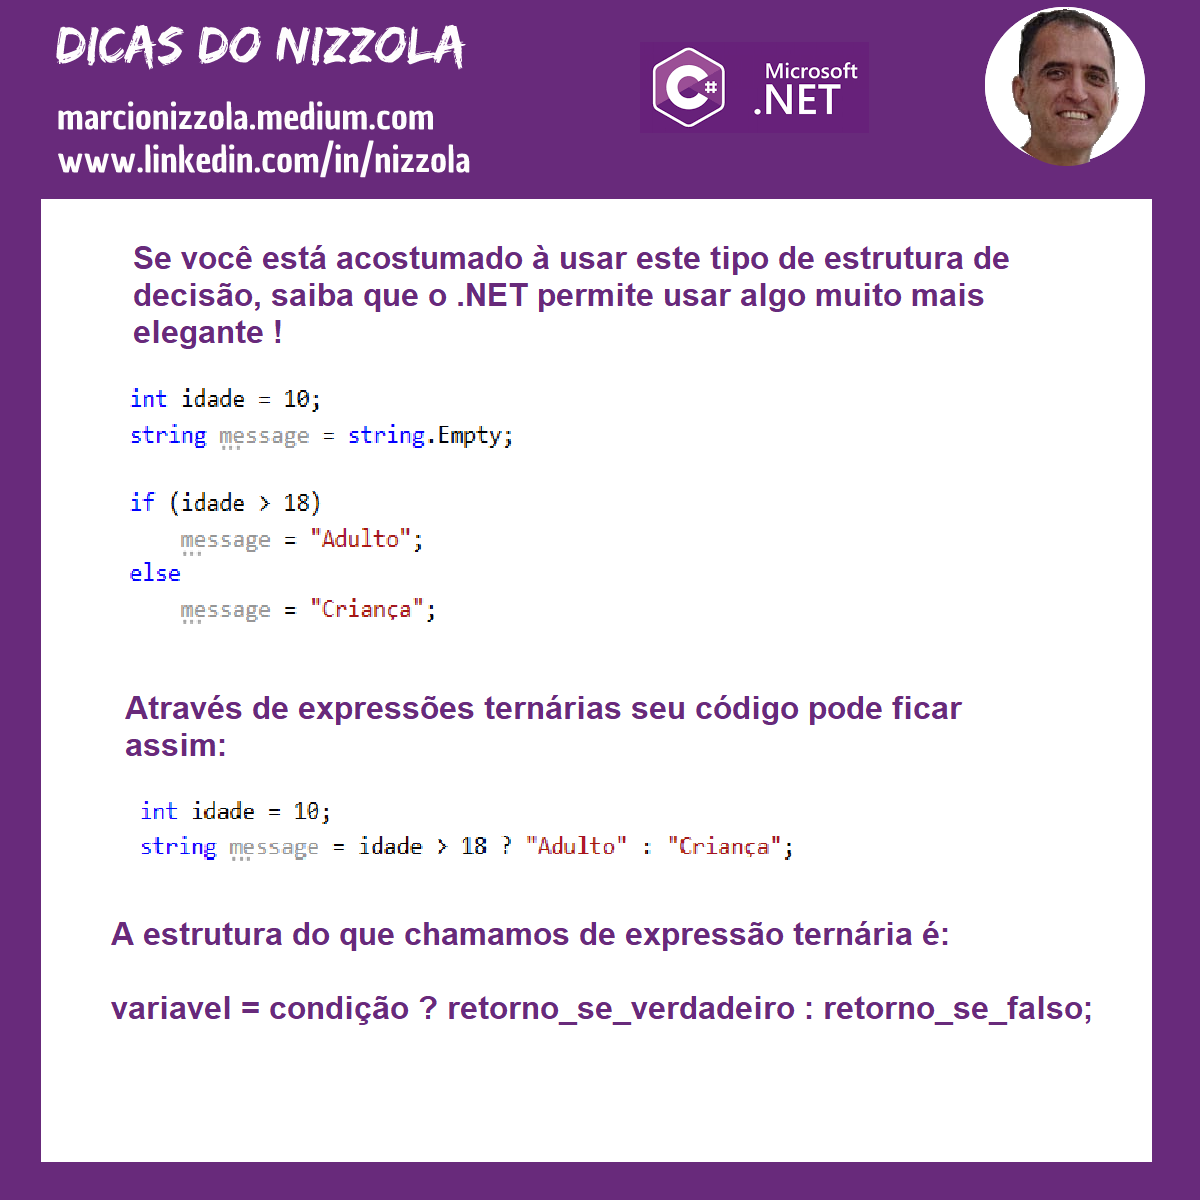 DICAS DO NIZZOLA
marcionizzola.medium.com
www.linkedin.com/in/nizzola
C#
Microsoft
.NET
Se você está acostumado à usar este tipo de estrutura de
decisão, saiba que o .NET permite usar algo muito mais
elegante !
int idade = 10;
string message = string.Empty;
if (idade > 18)
message = "Adulto";
else
message = "Criança";
Através de expressões ternárias seu código pode ficar
assim:
int idade = 10;
string message = idade > 18 ? "Adulto" : "Criança";
A estrutura do que chamamos de expressão ternária é:
variavel = condição ? retorno_se_verdadeiro : retorno_se_falso;